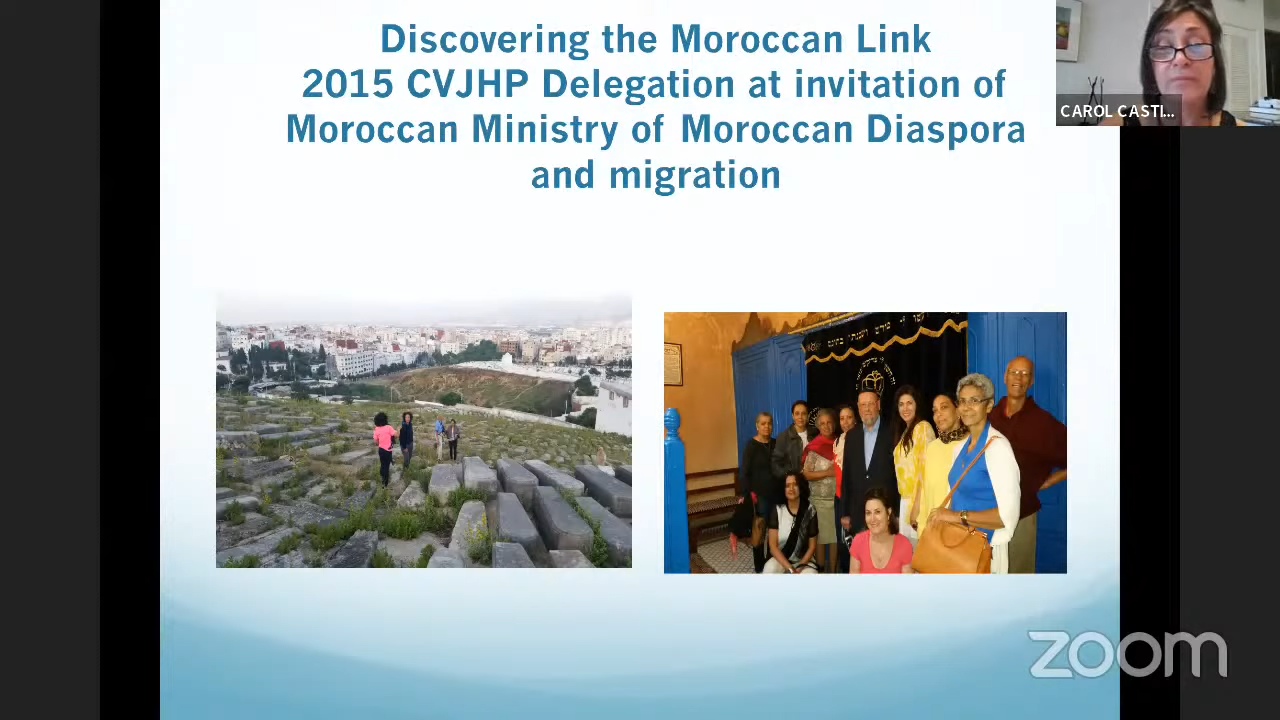 Discovering the Moroccan Link
2015 CVJHP Delegation at invitation of
Moroccan Ministry of Moroccan Diaspora
and migration
CAROL CASTI...
zoom